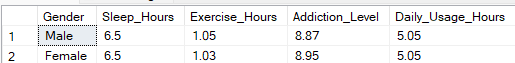 Gender Sleep_Hours Exercise_Hours Addiction_Level Daily_Usage_Hours
1 Male 6.5 1.05 8.87 5.05
2 Female 6.5 1.03 8.95 5.05